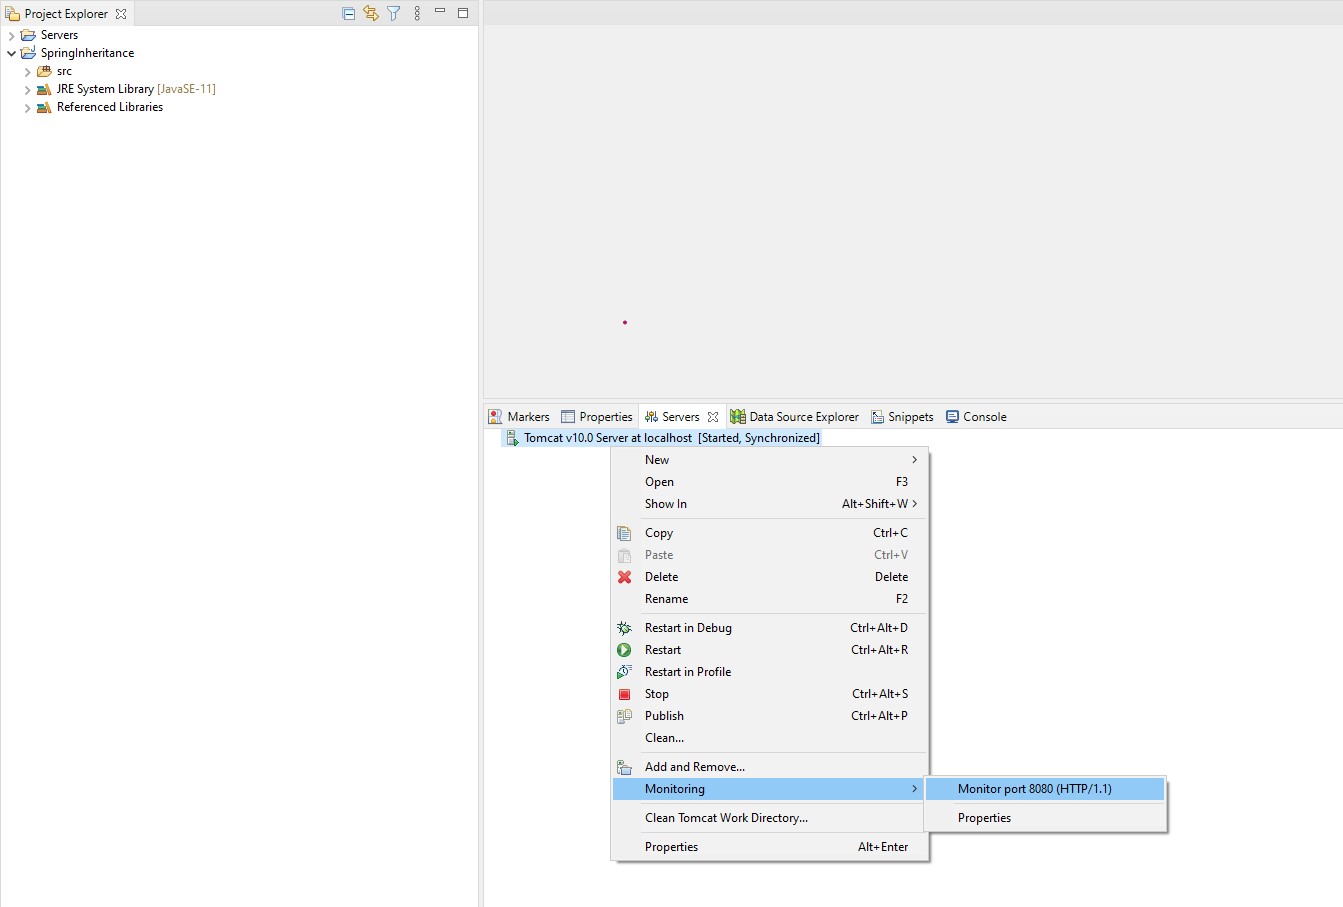 Project Explorer
Servers
SpringInheritance
src
JRE System Library [JavaSE-11]
Referenced Libraries
Markers Properties Servers Data Source Explorer Snippets Console
Tomcat v10.0 Server at localhost [Started, Synchronized]
New
Open F3
Show In Alt+Shift+W
Copy Ctrl+C
Paste Ctrl+V
Delete Delete
Rename F2
Restart in Debug Ctrl+Alt+D
Restart Ctrl+Alt+R
Restart in Profile
Stop Ctrl+Alt+S
Publish Ctrl+Alt+P
Clean...
Add and Remove...
Monitoring Monitor port 8080 (HTTP/1.1)
Clean Tomcat Work Directory... Properties
Properties Alt+Enter